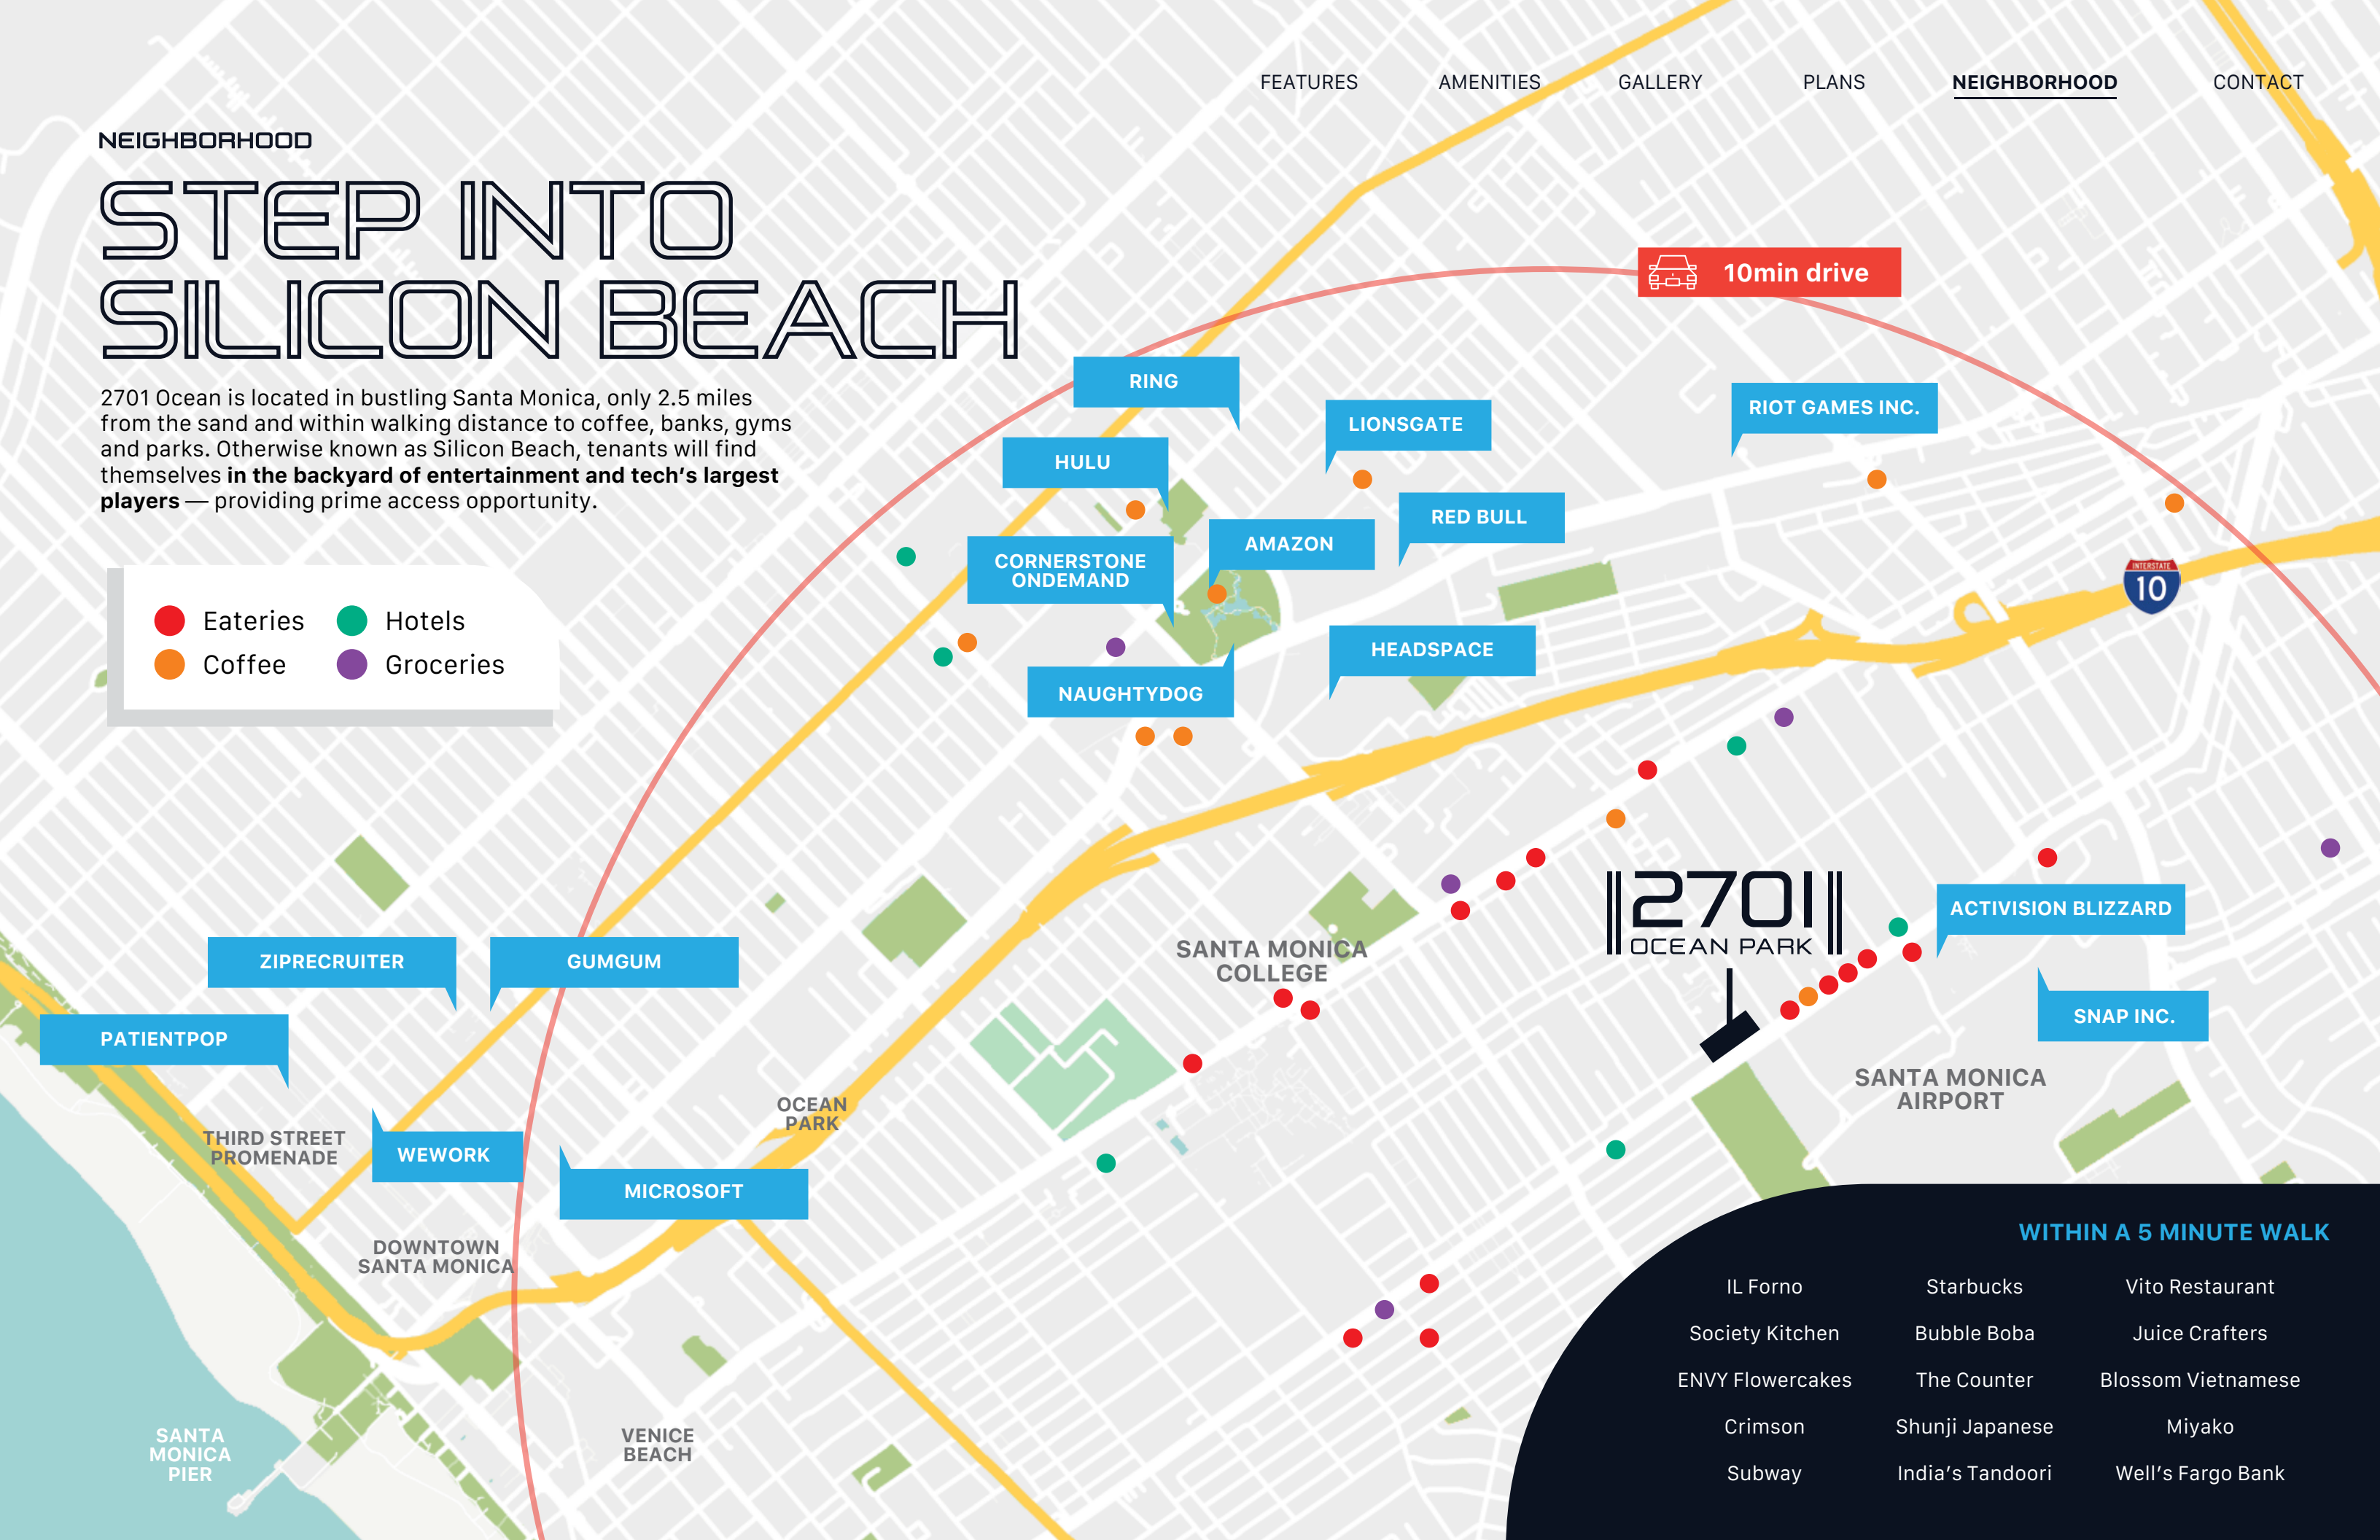 FEATURES AMENITIES GALLERY PLANS NEIGHBORHOOD CONTACT
NEIGHBORHOOD
STEP INTO
SILICON BEACH
2701 Ocean is located in bustling Santa Monica, only 2.5 miles
from the sand and within walking distance to coffee, banks, gyms
and parks. Otherwise known as Silicon Beach, tenants will find
themselves in the backyard of entertainment and tech's largest
players — providing prime access opportunity.
Eateries Hotels
Coffee Groceries
10min drive
RING
LIONSGATE
RIOT GAMES INC.
HULU
RED BULL
AMAZON
CORNERSTONE
ONDEMAND
INTERSTATE
10
HEADSPACE
NAUGHTYDOG
2701
OCEAN PARK
ACTIVISION BLIZZARD
SANTA MONICA
COLLEGE
ZIPRECRUITER
GUMGUM
SNAP INC.
PATIENTPOP
SANTA MONICA
AIRPORT
OCEAN
PARK
THIRD STREET
PROMENADE
WEWORK
MICROSOFT
DOWNTOWN
SANTA MONICA
SANTA
MONICA
PIER
VENICE
BEACH
WITHIN A 5 MINUTE WALK
IL Forno Starbucks Vito Restaurant
Society Kitchen Bubble Boba Juice Crafters
ENVY Flowercakes The Counter Blossom Vietnamese
Crimson Shunji Japanese Miyako
Subway India's Tandoori Well's Fargo Bank